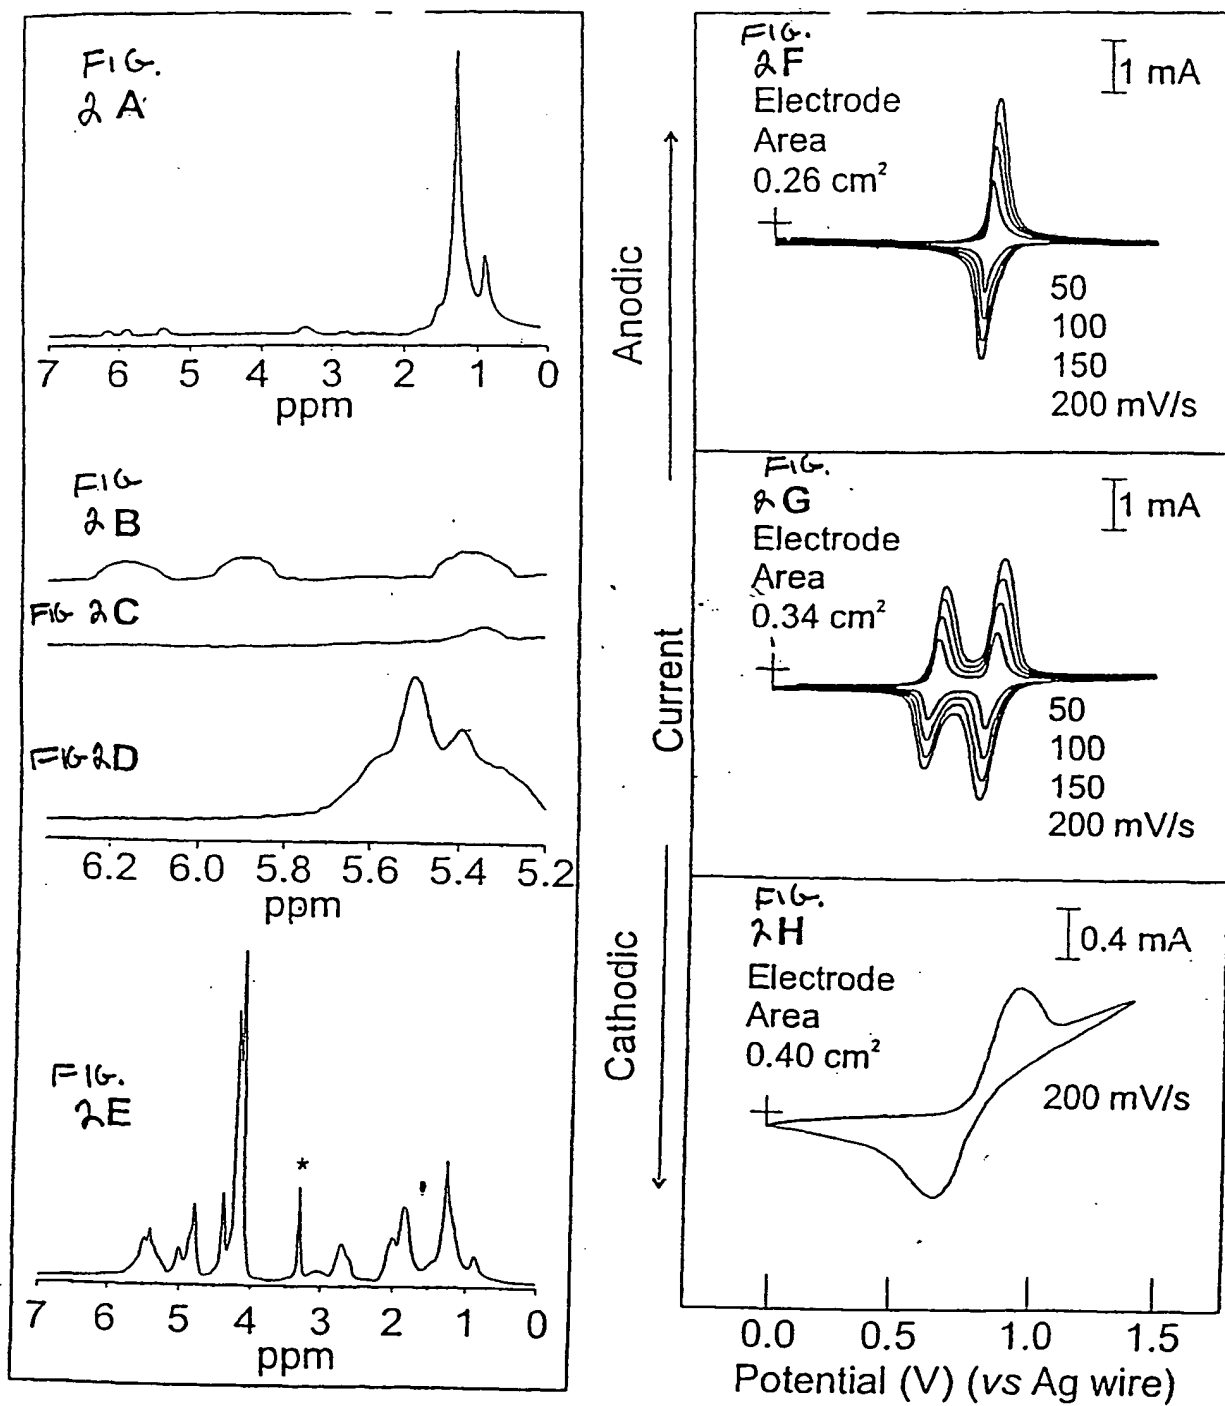 FIG.
2 A
7 6 5 4 3 2 1 0
ppm
FIG
2 B
FIG 2C
FIG 2D
6.2 6.0 5.8 5.6 5.4 5.2
ppm
FIG.
2E
*
7 6 5 4 3 2 1 0
ppm
Anodic
Current
Cathodic
FIG.
2F
1 mA
Electrode
Area
0.26 cm²
50
100
150
200 mV/s
FIG.
2G
1 mA
Electrode
Area
0.34 cm²
50
100
150
200 mV/s
FIG.
2H
0.4 mA
Electrode
Area
0.40 cm²
200 mV/s
0.0 0.5 1.0 1.5
Potential (V) (vs Ag wire)